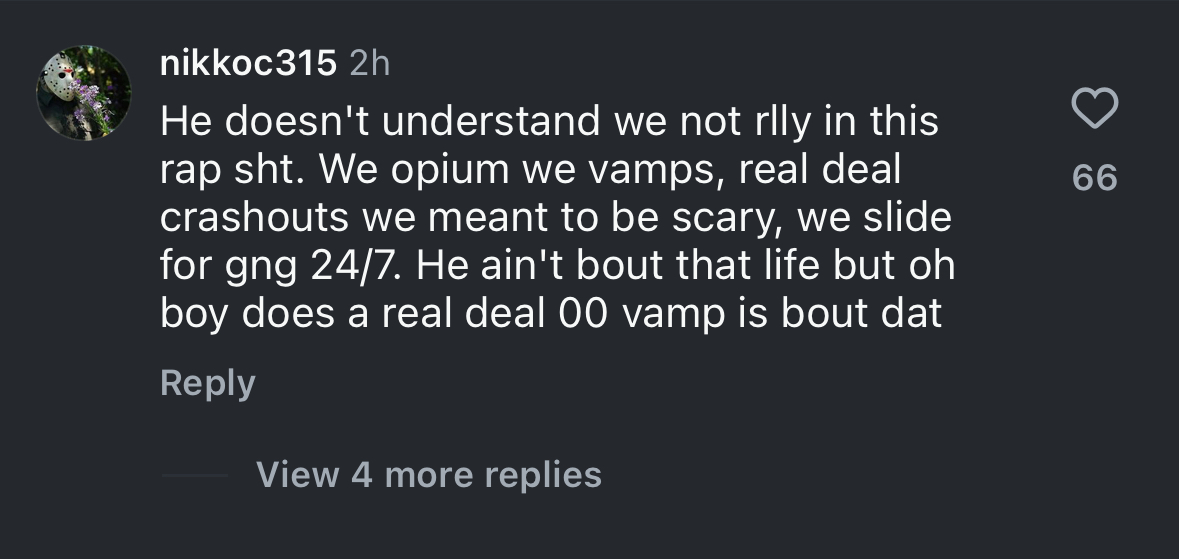 nikkoc315 2h
He doesn't understand we not rlly in this
rap sht. We opium we vamps, real deal
crashouts we meant to be scary, we slide
for gng 24/7. He ain't bout that life but oh
boy does a real deal 00 vamp is bout dat
66
Reply
View 4 more replies